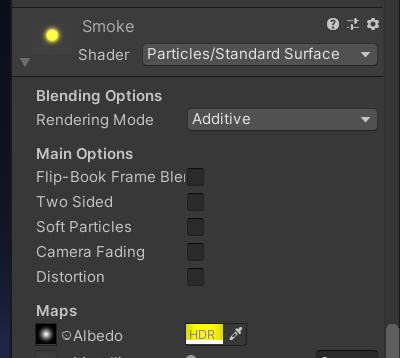 Smoke
Shader Particles/Standard Surface
Blending Options
Rendering Mode Additive
Main Options
Flip-Book Frame Ble
Two Sided
Soft Particles
Camera Fading
Distortion
Maps
Albedo HDR